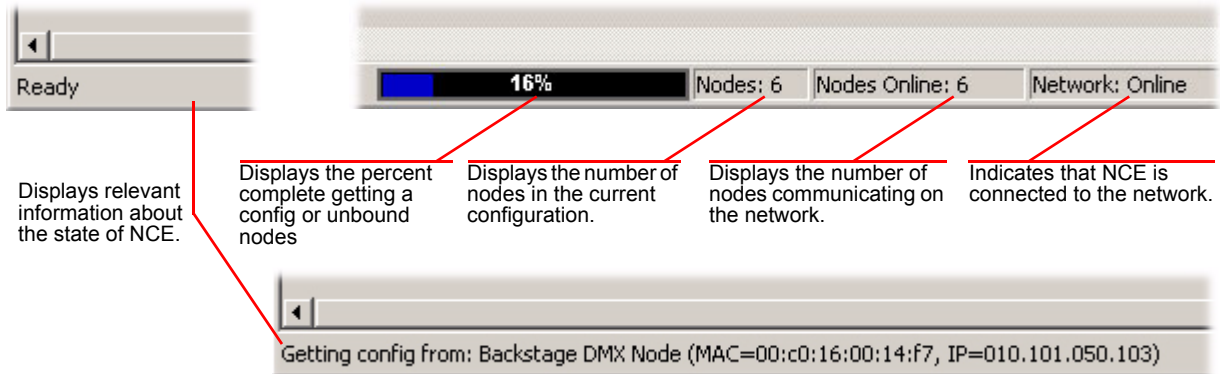 Ready
16%
Nodes: 6
Nodes Online: 6
Network: Online
Displays relevant
information about
the state of NCE.
Displays the percent
complete getting a
config or unbound
nodes
Displays the number of
nodes in the current
configuration.
Displays the number of
nodes communicating on
the network.
Indicates that NCE is
connected to the network.
Getting config from: Backstage DMX Node (MAC=00:c0:16:00:14:f7, IP=010.101.050.103)